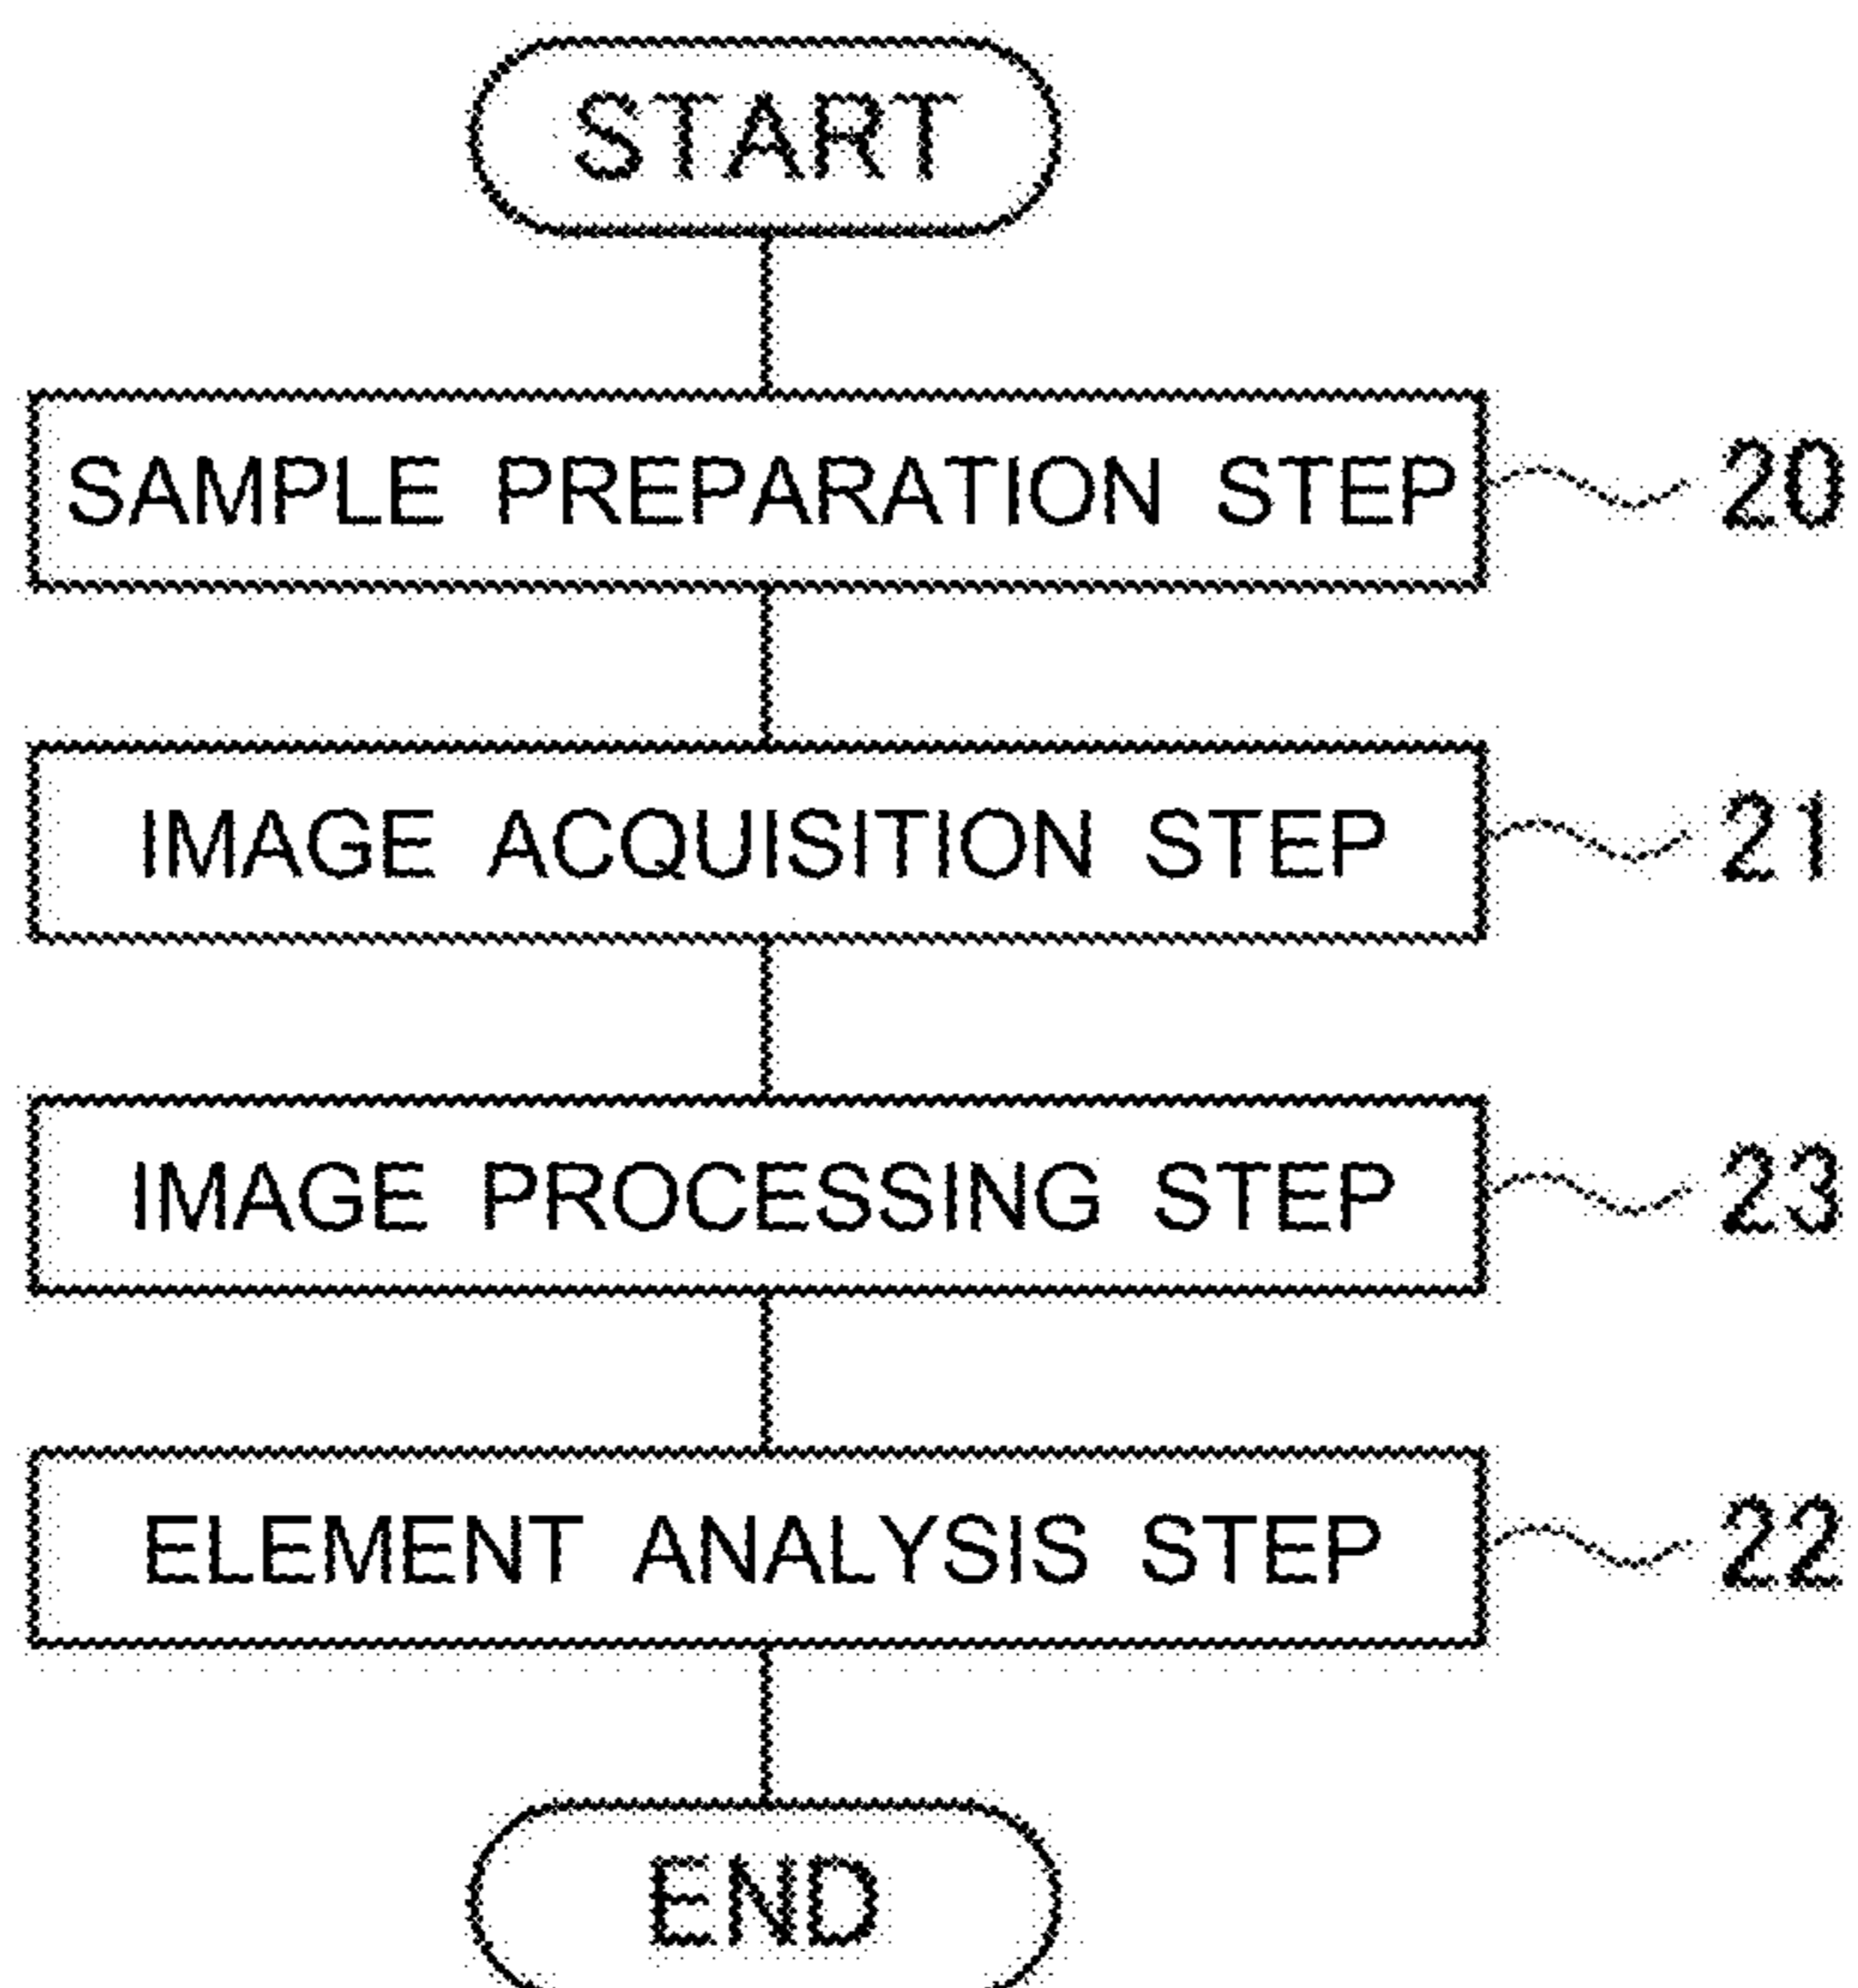 START
SAMPLE PREPARATION STEP 20
IMAGE ACQUISITION STEP 21
IMAGE PROCESSING STEP 23
ELEMENT ANALYSIS STEP 22
END